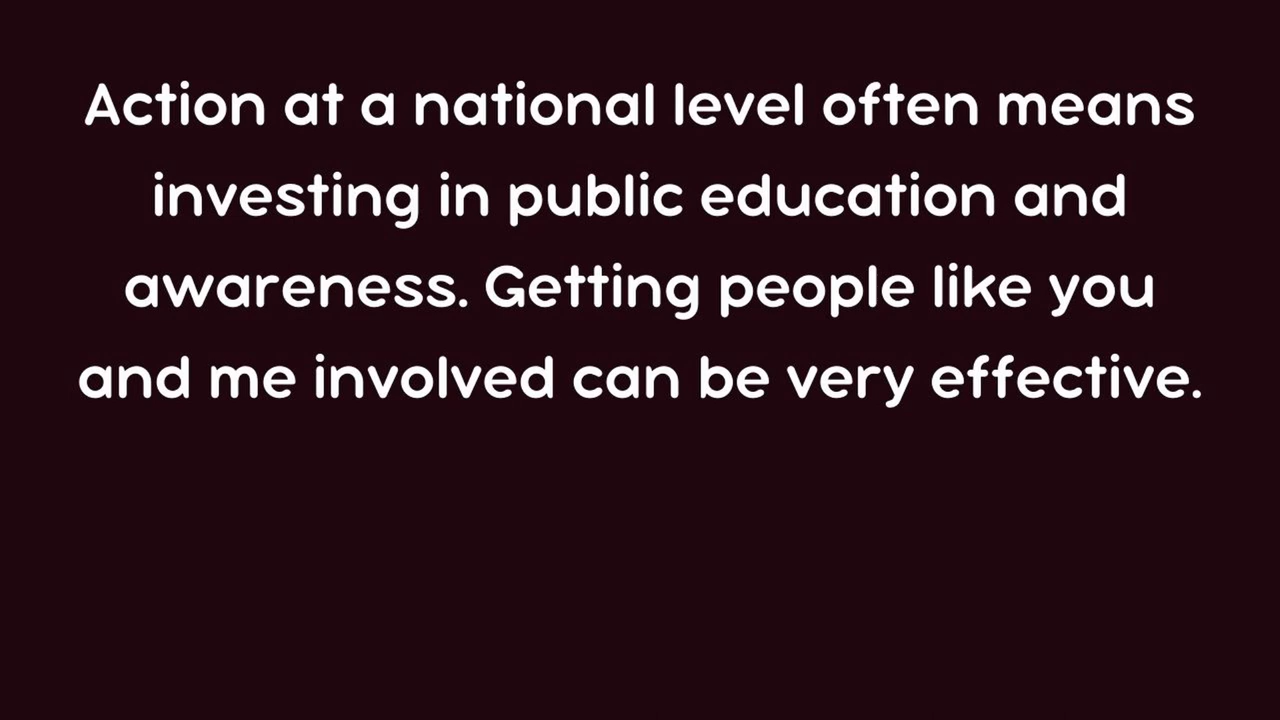 Action at a national level often means
investing in public education and
awareness. Getting people like you
and me involved can be very effective.